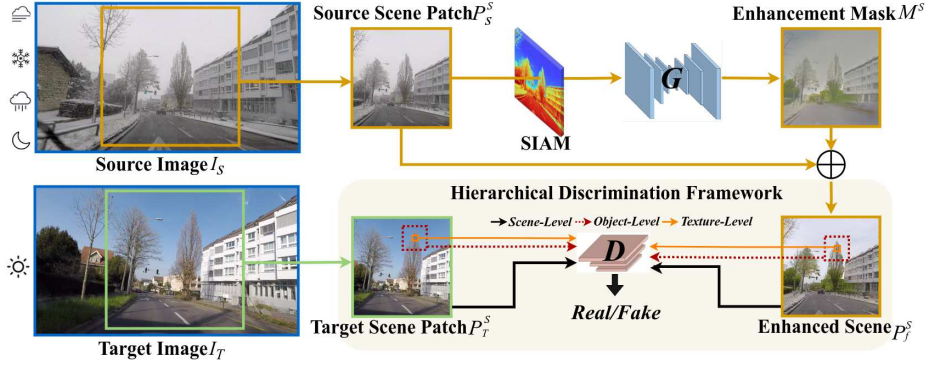 Source Scene Patch P_S^S
Enhancement Mask M^S
G
SIAM
Source Image I_S
Hierarchical Discrimination Framework
Scene-Level Object-Level Texture-Level
D
Real/Fake
Target Scene Patch P_T^S
Enhanced Scene P_f^S
Target Image I_T